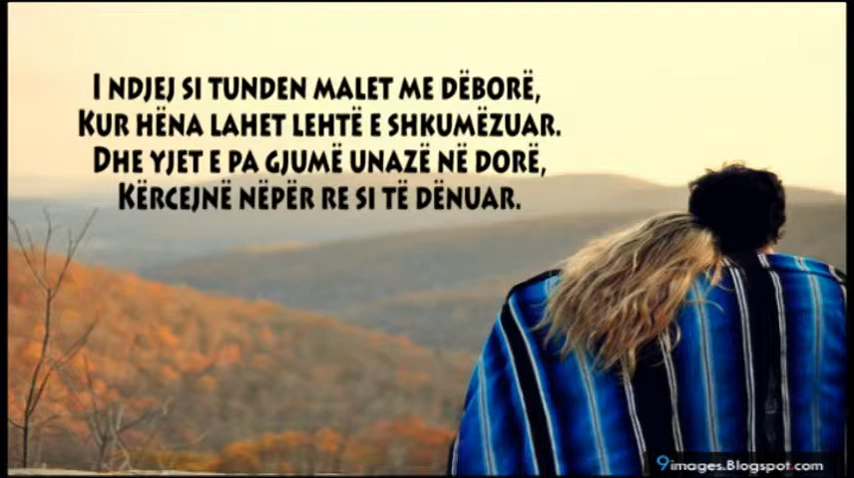 I NDJEJ SI TUNDEN MALET ME DËBORË,
KUR HËNA LAHET LEHTË E SHKUMËZUAR.
DHE YJET E PA GJUMË UNAZË NË DORË,
KËRCEJNË NËPËR RE SI TË DËNUAR.
9images.Blogspot.com